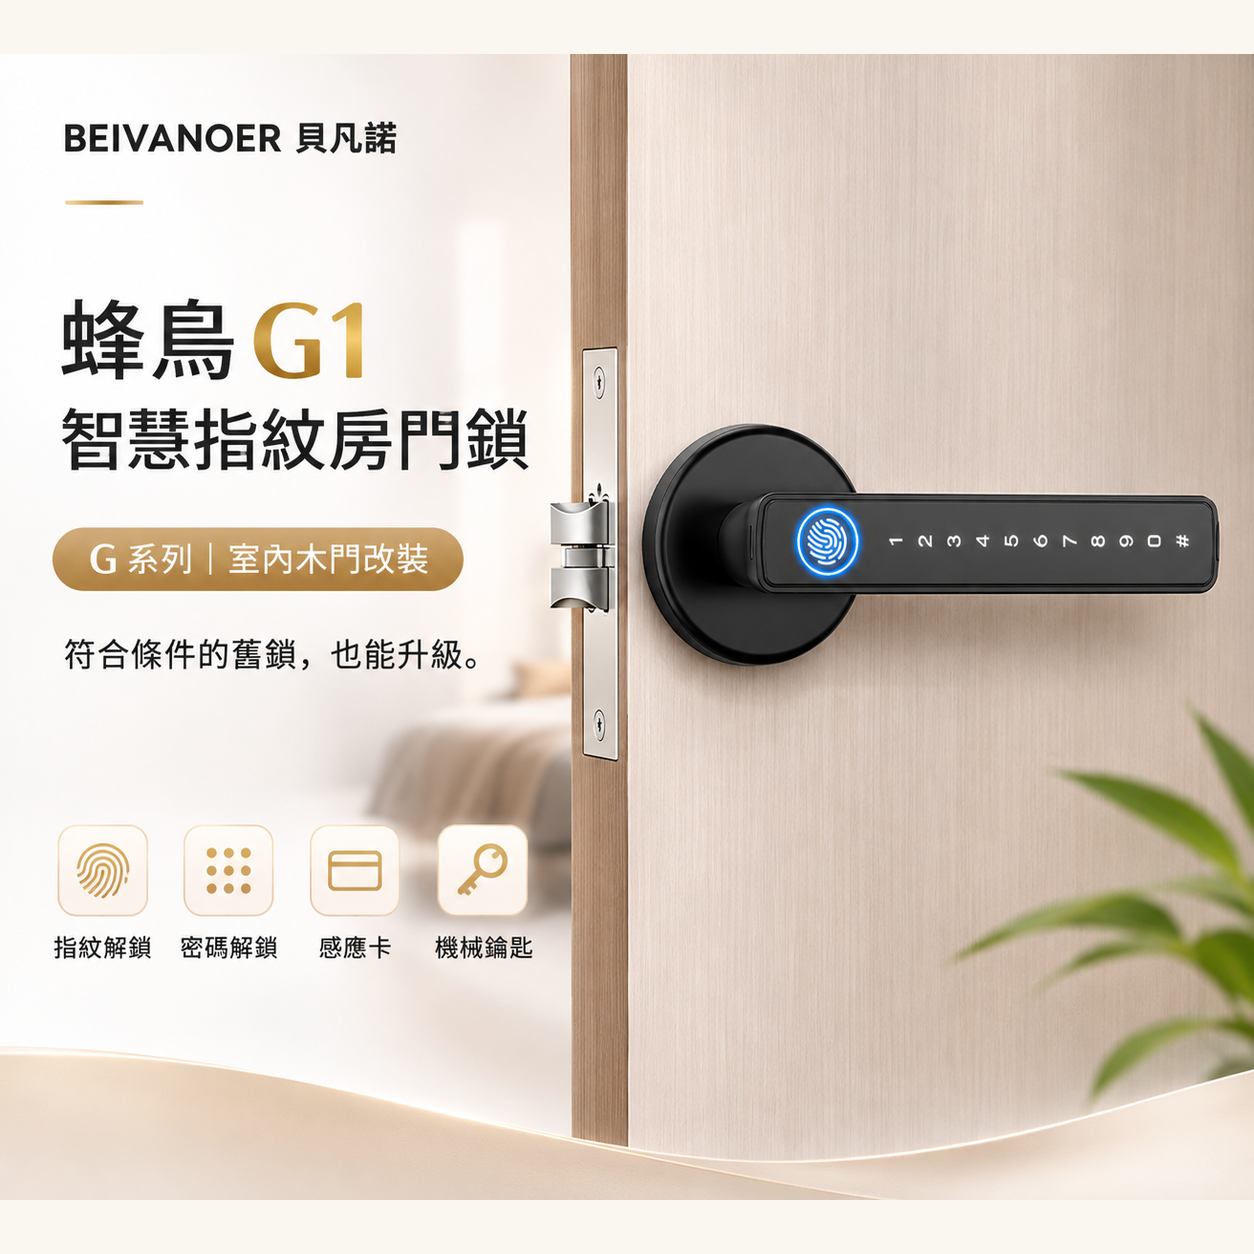 BEIVANOER 貝凡諾
蜂鳥 G1
智慧指紋房門鎖
G 系列｜室內木門改裝
符合條件的舊鎖，也能升級。
1 2 3 4 5 6 7 8 9 0 #
指紋解鎖
密碼解鎖
感應卡
機械鑰匙